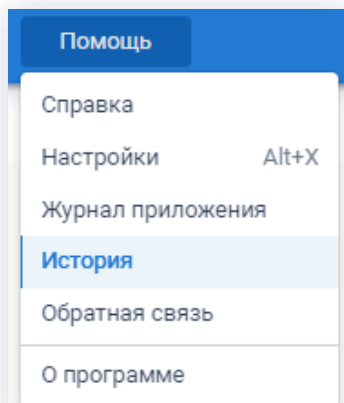 Помощь
Справка
Настройки Alt+X
Журнал приложения
История
Обратная связь
О программе